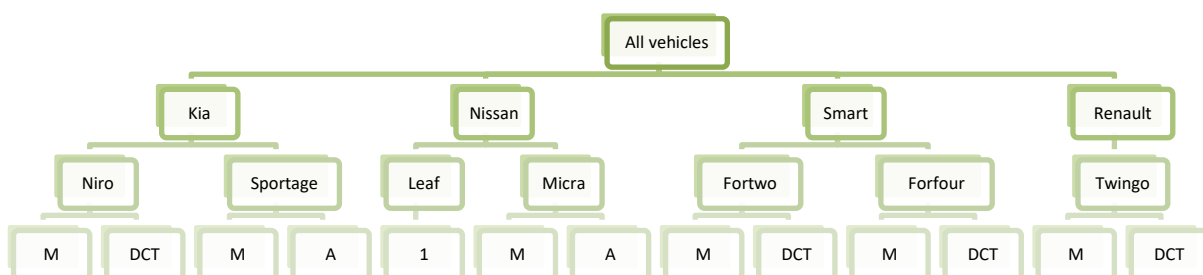 All vehicles
Kia Nissan Smart Renault
Niro Sportage Leaf Micra Fortwo Forfour Twingo
M DCT M A 1 M A M DCT M DCT M DCT